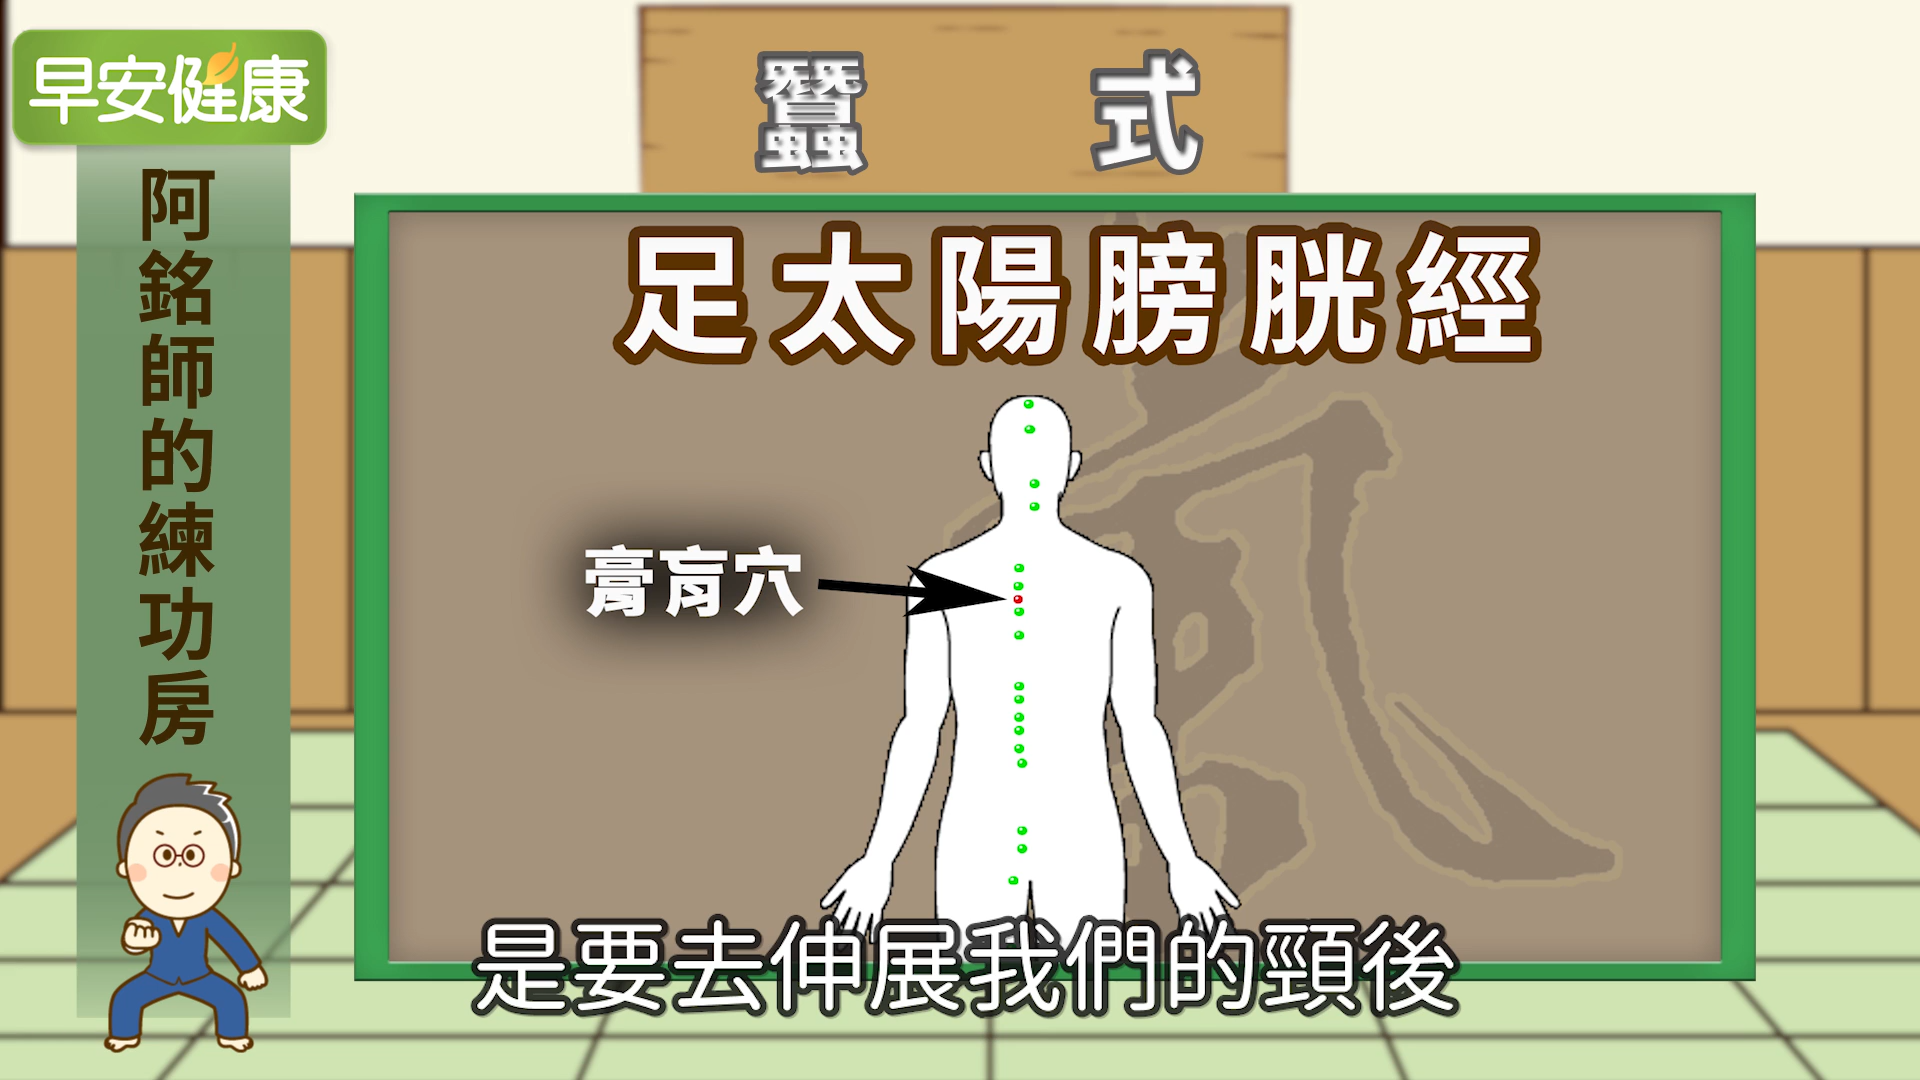 早安健康
阿銘師的練功房
蠶式
足太陽膀胱經
膏肓穴
是要去伸展我們的頸後